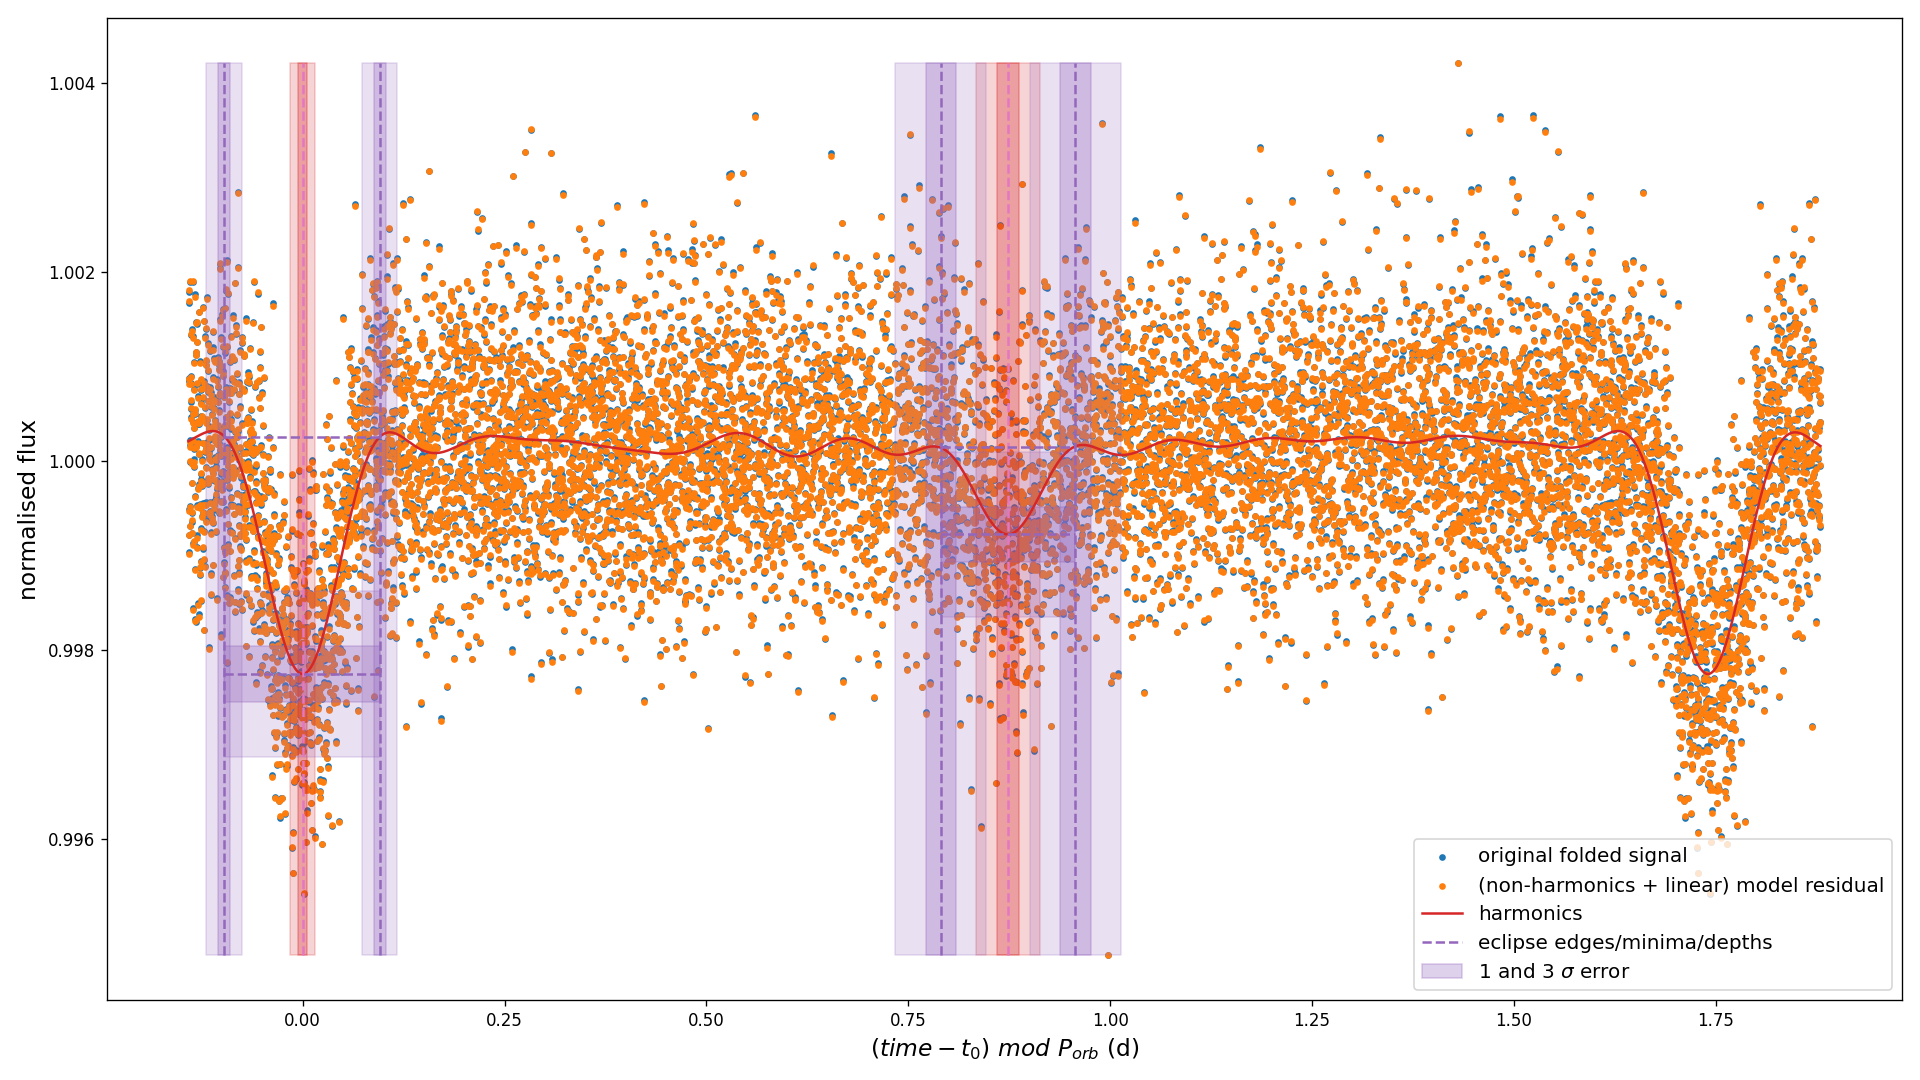 normalised flux
1.004
1.002
1.000
0.998
0.996
0.00 0.25 0.50 0.75 1.00 1.25 1.50 1.75
(time − t₀) mod P_orb (d)
original folded signal
(non-harmonics + linear) model residual
harmonics
eclipse edges/minima/depths
1 and 3 σ error